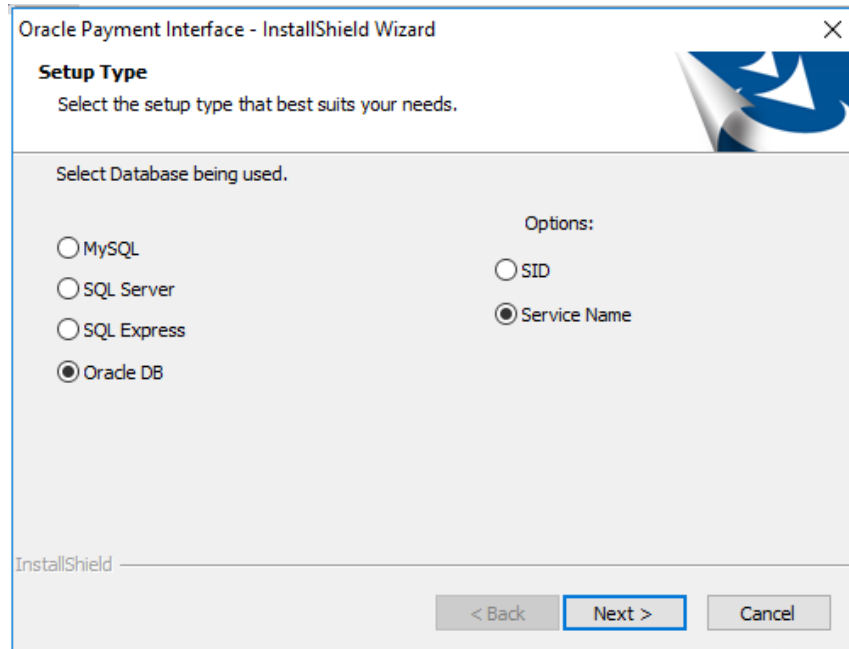 Oracle Payment Interface - InstallShield Wizard
Setup Type
Select the setup type that best suits your needs.
Select Database being used.
Options:
MySQL
SID
SQL Server
Service Name
SQL Express
Oracle DB
InstallShield
< Back
Next >
Cancel